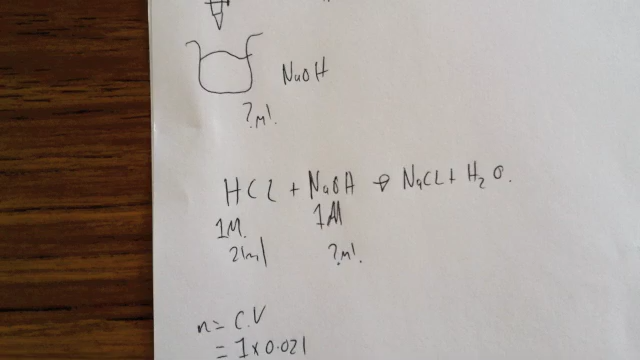 NaOH
?ml.
HCl + NaOH → NaCl + H₂O.
1M. 1M
21ml ?ml.
n = C.V
= 1 x 0.021